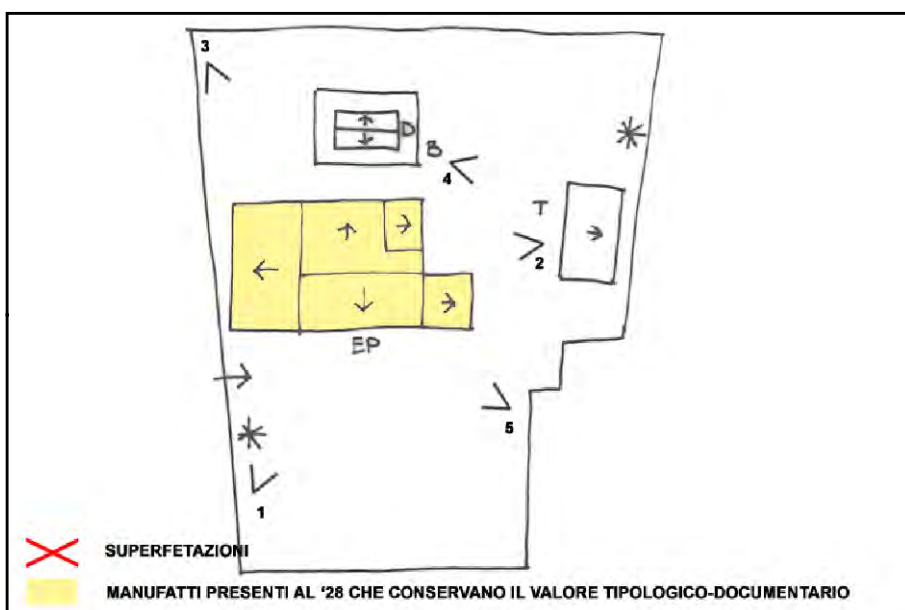 3
D
B
4
T
2
EP
5
1
SUPERFETAZIONI
MANUFATTI PRESENTI AL '28 CHE CONSERVANO IL VALORE TIPOLOGICO-DOCUMENTARIO